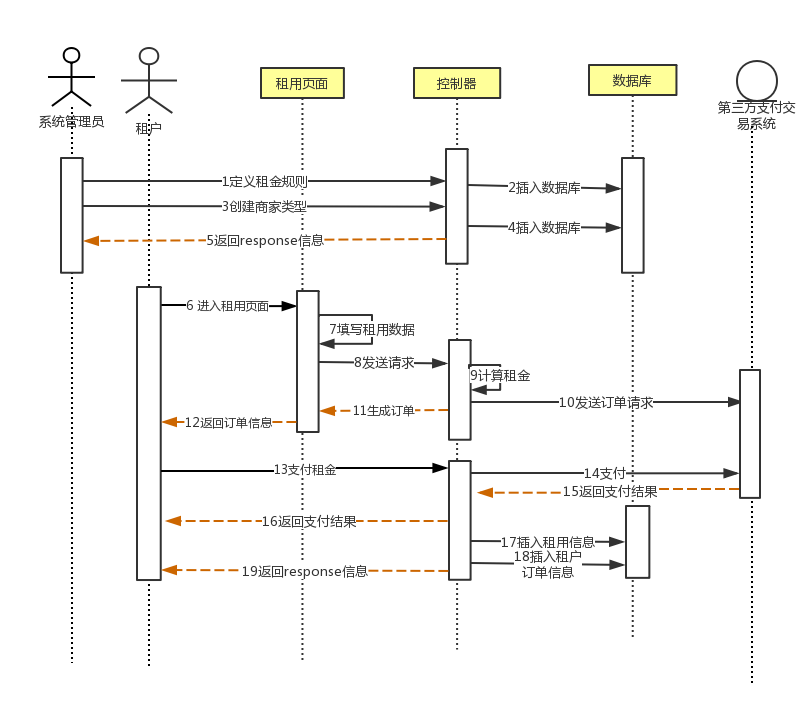 租用页面
控制器
数据库
系统管理员
租户
第三方支付交
易系统
1定义租金规则
2插入数据库
3创建商家类型
4插入数据库
5返回response信息
6 进入租用页面
7填写租用数据
8发送请求
9计算租金
10发送订单请求
11生成订单
12返回订单信息
13支付租金
14支付
15返回支付结果
16返回支付结果
17插入租用信息
18插入租户
订单信息
19返回response信息